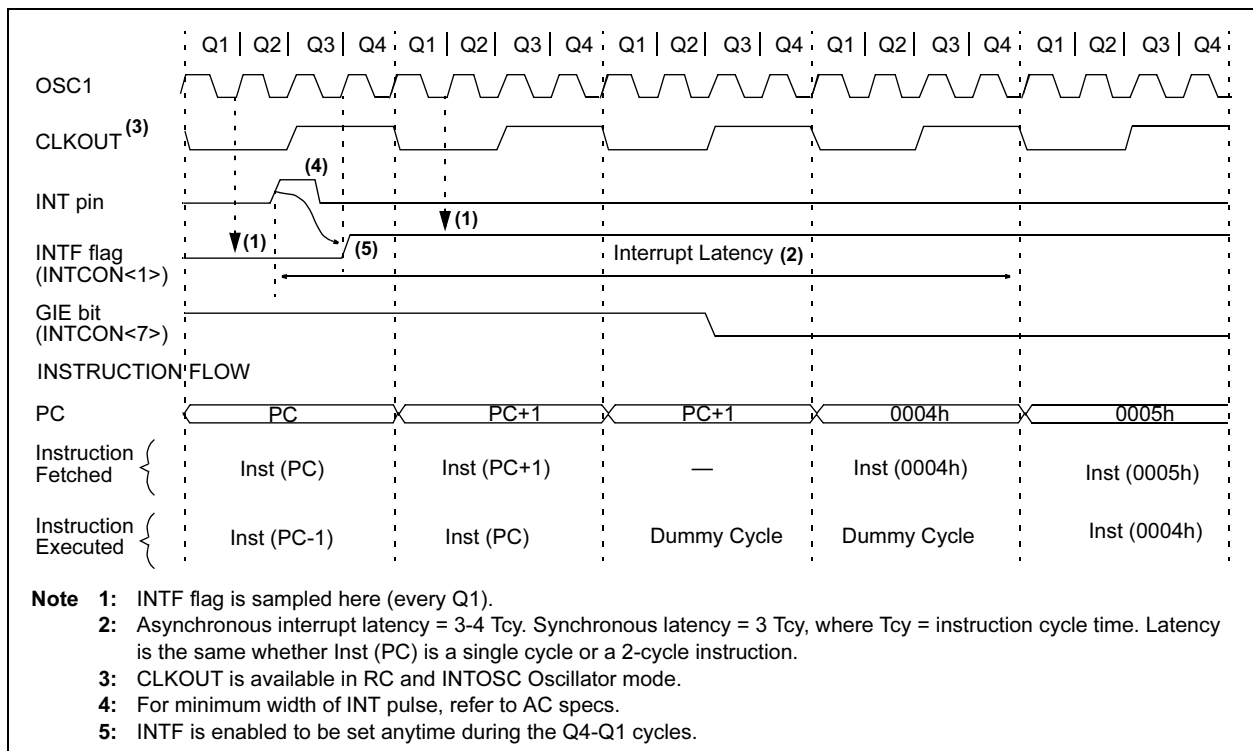 Q1 | Q2 | Q3 | Q4 Q1 | Q2 | Q3 | Q4 Q1 | Q2 | Q3 | Q4 Q1 | Q2 | Q3 | Q4 Q1 | Q2 | Q3 | Q4
OSC1
CLKOUT (3)
(4)
INT pin
(1)
INTF flag
(INTCON<1>)
(1)
(5)
Interrupt Latency (2)
GIE bit
(INTCON<7>)
INSTRUCTION FLOW
PC PC PC+1 PC+1 0004h 0005h
Instruction
Fetched
Inst (PC) Inst (PC+1) — Inst (0004h) Inst (0005h)
Instruction
Executed
Inst (PC-1) Inst (PC) Dummy Cycle Dummy Cycle Inst (0004h)
Note 1: INTF flag is sampled here (every Q1).
2: Asynchronous interrupt latency = 3-4 Tcy. Synchronous latency = 3 Tcy, where Tcy = instruction cycle time. Latency
is the same whether Inst (PC) is a single cycle or a 2-cycle instruction.
3: CLKOUT is available in RC and INTOSC Oscillator mode.
4: For minimum width of INT pulse, refer to AC specs.
5: INTF is enabled to be set anytime during the Q4-Q1 cycles.